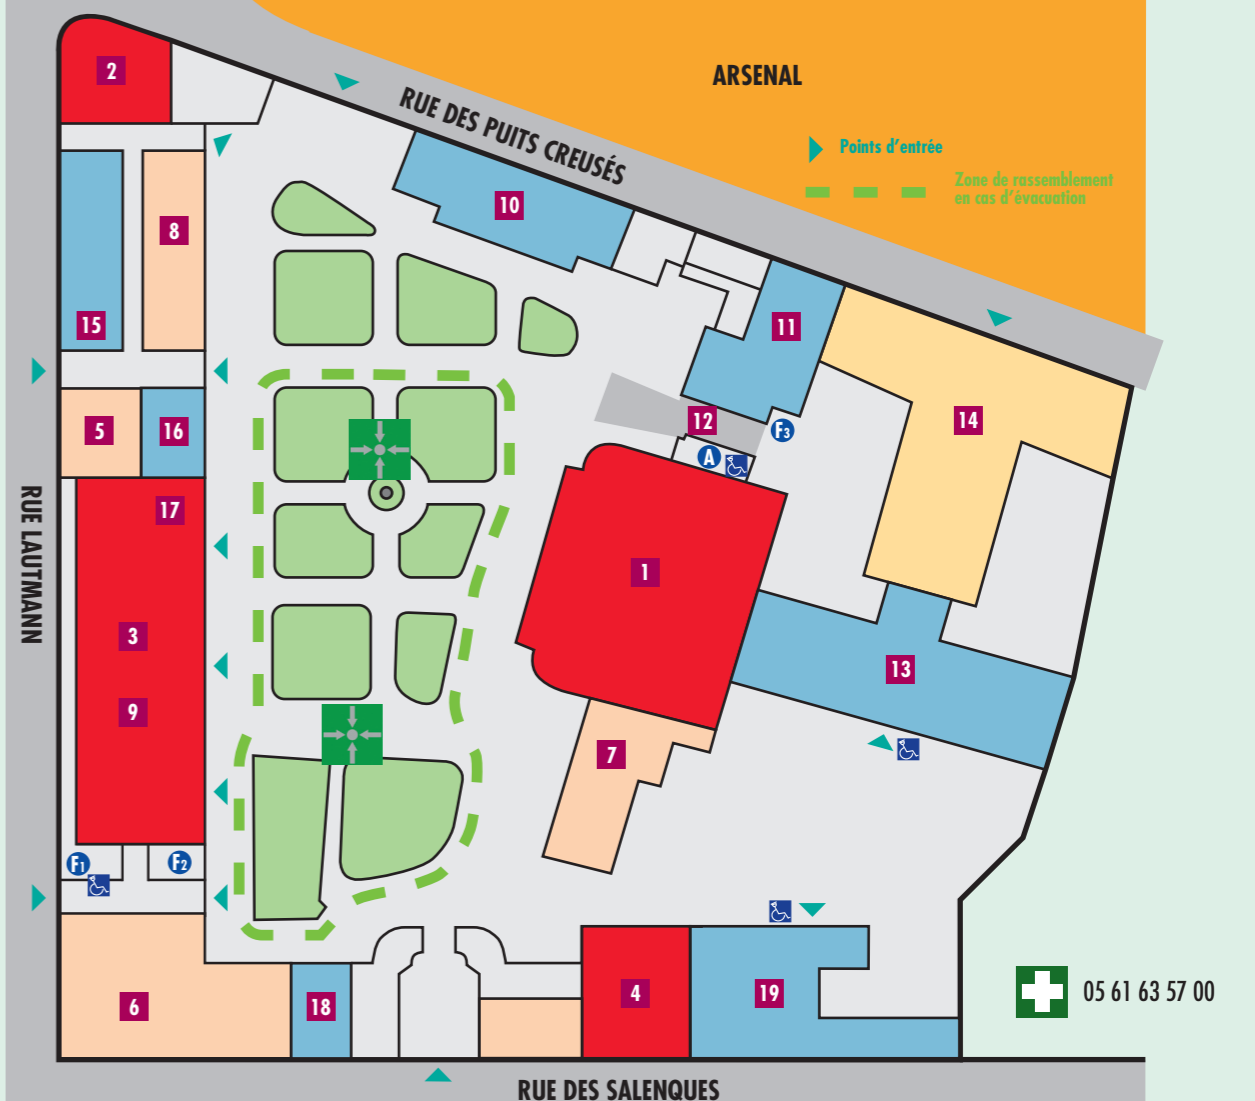 2
ARSENAL
RUE DES PUITS CREUSÉS
Points d'entrée
Zone de rassemblement
en cas d'évacuation
10
8
15
11
14
5
16
12
F3
A
17
RUE LAUTMANN
1
3
13
9
7
F1
F2
6
18
4
19
05 61 63 57 00
RUE DES SALENQUES